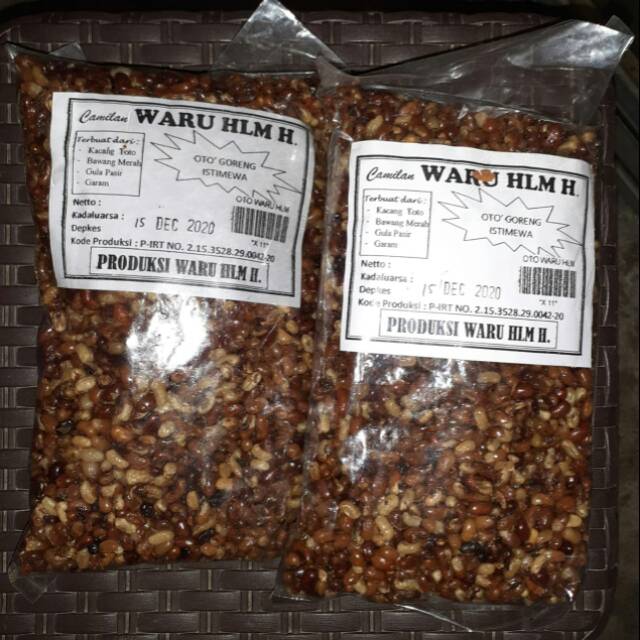 Camilan WARU HLM H.
Terbuat dari :
Kacang Toto
Bawang Merah
Gula Pasir
Garam
OTO' GORENG
ISTIMEWA
Netto :
Kadaluarsa : 15 DEC 2020
Depkes
Kode Produksi : P-IRT NO. 2.15.3528.29.0042-20
OTO WARU HLM
"X 11"
PRODUKSI WARU HLM H.
Camilan WARU HLM H.
Terbuat dari :
Kacang Toto
Bawang Merah
Gula Pasir
Garam
OTO' GORENG
ISTIMEWA
Netto :
Kadaluarsa : 15 DEC 2020
Depkes
Kode Produksi : P-IRT NO. 2.15.3528.29.0042-20
OTO WARU HLM
"X 11"
PRODUKSI WARU HLM H.